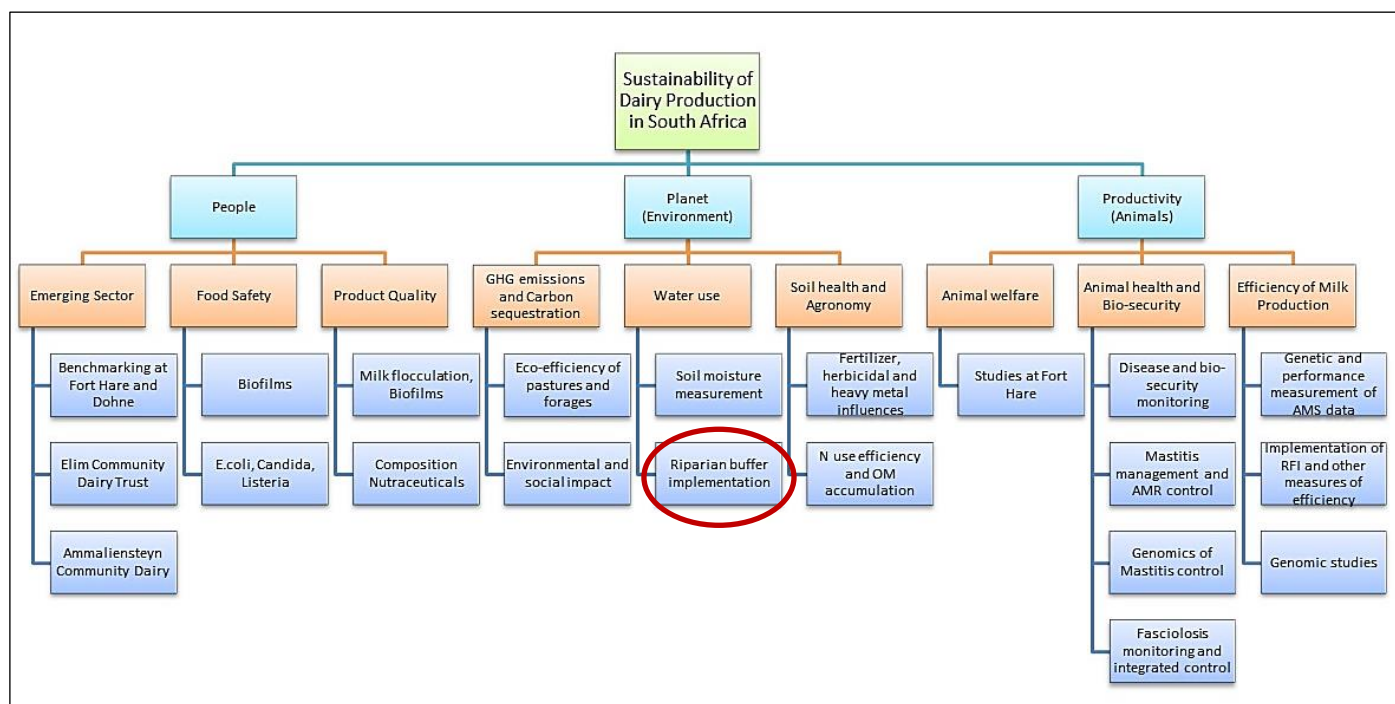 Sustainability of
Dairy Production
in South Africa
People
Planet
(Environment)
Productivity
(Animals)
Emerging Sector
Food Safety
Product Quality
GHG emissions
and Carbon
sequestration
Water use
Soil health and
Agronomy
Animal welfare
Animal health and
Bio-security
Efficiency of Milk
Production
Benchmarking at
Fort Hare and
Dohne
Elim Community
Dairy Trust
Ammaliensteyn
Community Dairy
Biofilms
E.coli, Candida,
Listeria
Milk flocculation,
Biofilms
Composition
Nutraceuticals
Eco-efficiency of
pastures and
forages
Environmental and
social impact
Soil moisture
measurement
Riparian buffer
implementation
Fertilizer,
herbicidal and
heavy metal
influences
N use efficiency
and OM
accumulation
Studies at Fort
Hare
Disease and bio-
security
monitoring
Mastitis
management and
AMR control
Genomics of
Mastitis control
Fasciolosis
monitoring and
integrated control
Genetic and
performance
measurement of
AMS data
Implementation of
RFI and other
measures of
efficiency
Genomic studies